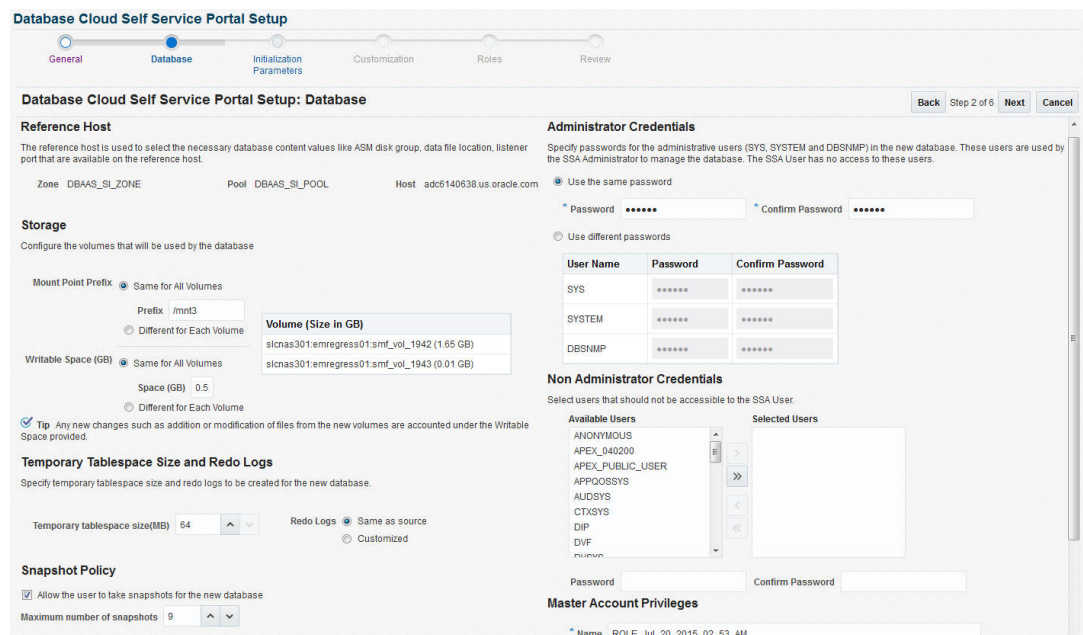 Database Cloud Self Service Portal Setup
General
Database
Initialization
Parameters
Customization
Roles
Review
Database Cloud Self Service Portal Setup: Database
Back Step 2 of 6 Next Cancel
Reference Host
The reference host is used to select the necessary database content values like ASM disk group, data file location, listener
port that are available on the reference host.
Zone DBAAS_SI_ZONE Pool DBAAS_SI_POOL Host adc6140638.us.oracle.com
Storage
Configure the volumes that will be used by the database
Mount Point Prefix Same for All Volumes
Prefix /mnt3
Different for Each Volume
Writable Space (GB) Same for All Volumes
Space (GB) 0.5
Different for Each Volume
Volume (Size in GB)
slcnas301:emregress01:smf_vol_1942 (1.65 GB)
slcnas301:emregress01:smf_vol_1943 (0.01 GB)
Tip Any new changes such as addition or modification of files from the new volumes are accounted under the Writable
Space provided.
Temporary Tablespace Size and Redo Logs
Specify temporary tablespace size and redo logs to be created for the new database.
Temporary tablespace size(MB) 64 Redo Logs Same as source
Customized
Snapshot Policy
Allow the user to take snapshots for the new database
Maximum number of snapshots 9
Administrator Credentials
Specify passwords for the administrative users (SYS, SYSTEM and DBSNMP) in the new database. These users are used by
the SSA Administrator to manage the database. The SSA User has no access to these users.
Use the same password
* Password •••••• * Confirm Password ••••••
Use different passwords
User Name Password Confirm Password
SYS •••••• ••••••
SYSTEM •••••• ••••••
DBSNMP •••••• ••••••
Non Administrator Credentials
Select users that should not be accessible to the SSA User.
Available Users Selected Users
ANONYMOUS
APEX_040200
APEX_PUBLIC_USER
APPQOSSYS
AUDSYS
CTXSYS
DIP
DVF
DVSYS
Password Confirm Password
Master Account Privileges
* Name ROLE_Jul_20_2015_02_53_AM